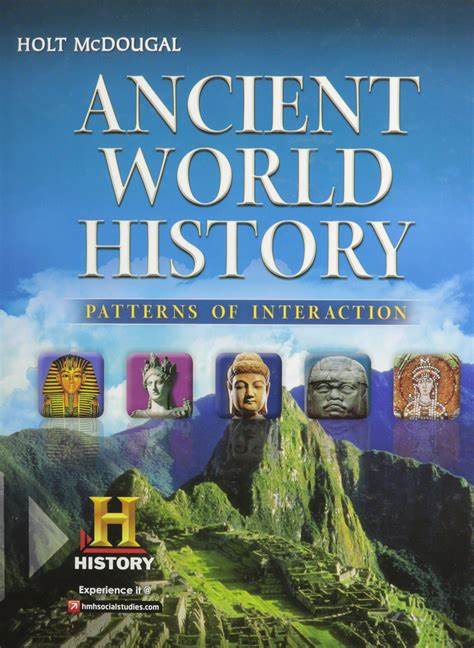 HOLT McDOUGAL
ANCIENT
WORLD
HISTORY
PATTERNS OF INTERACTION
H
HISTORY
Experience it @
hmhsocialstudies.com